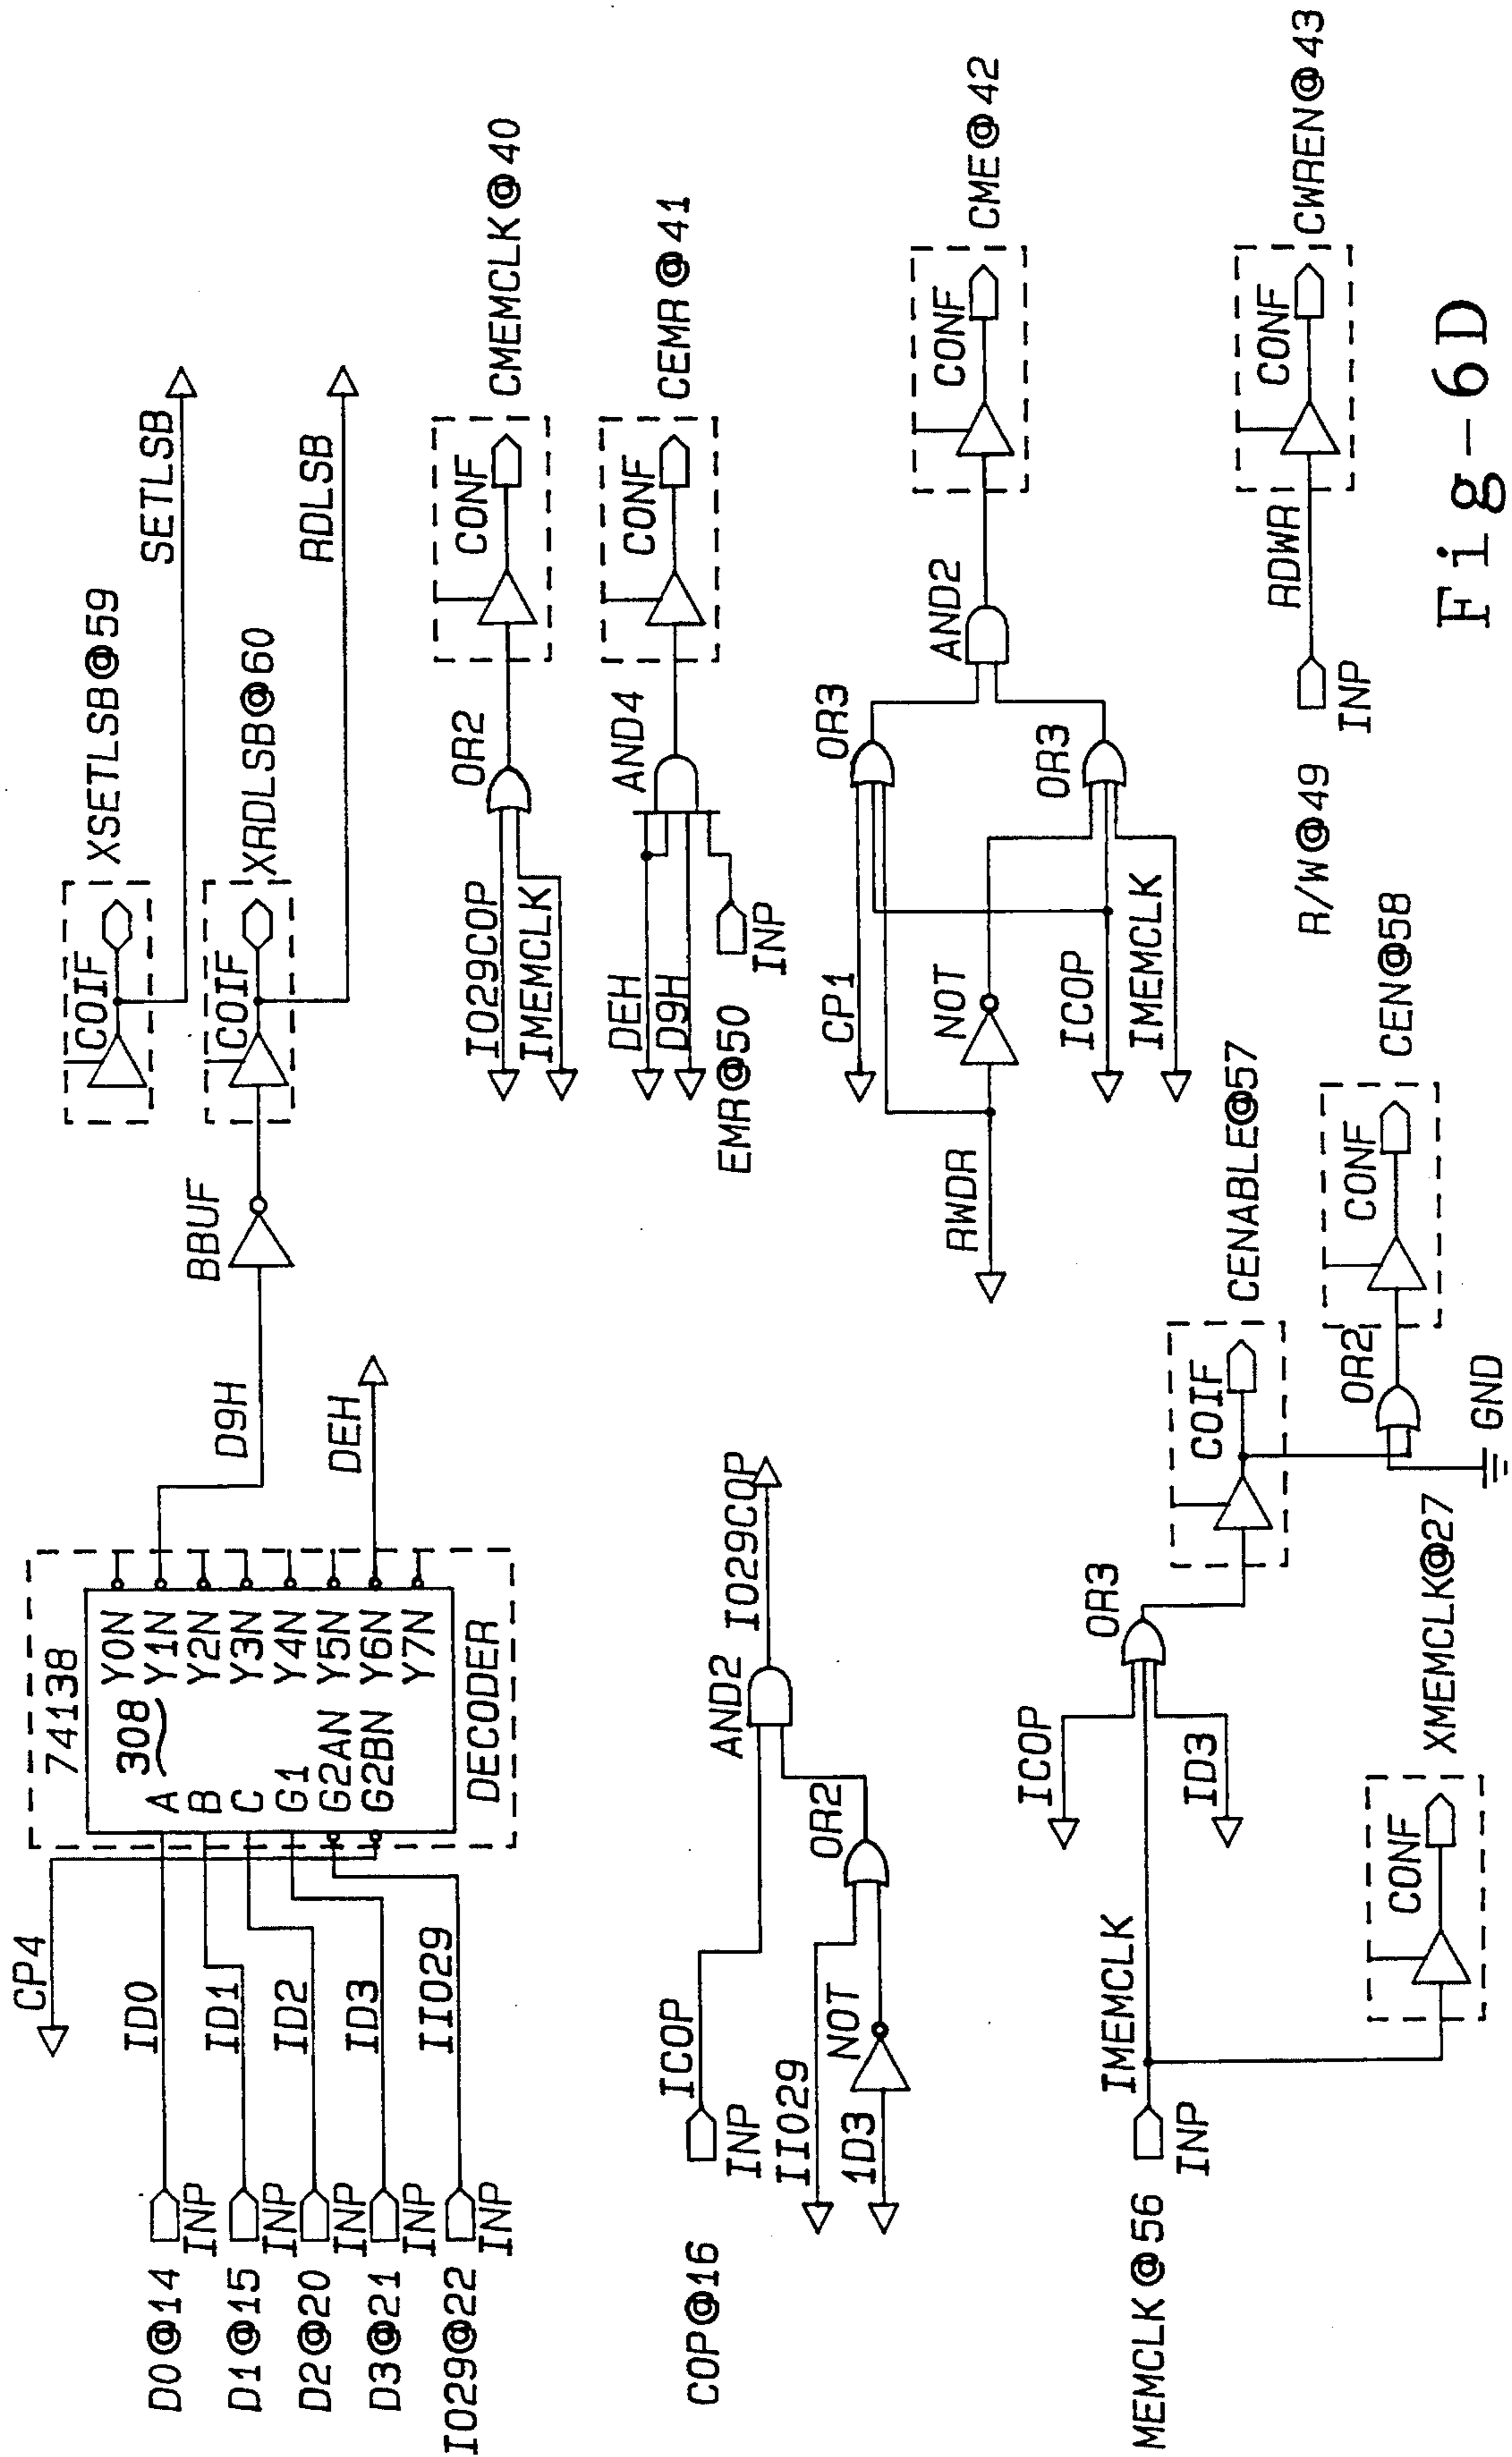 CP4
74138
308
A
B
C
G1
G2AN
G2BN
Y0N
Y1N
Y2N
Y3N
Y4N
Y5N
Y6N
Y7N
DECODER
D0@14
INP
ID0
D1@15
INP
ID1
D2@20
INP
ID2
D3@21
INP
ID3
IO29@22
INP
IIO29
D9H
DEH
BBUF
COIF
XSETLSB@59
SETLSB
COIF
XRDLSB@60
RDLSB
IO29COP
IMEMCLK
OR2
CONF
CMEMCLK@40
DEH
D9H
EMR@50
INP
AND4
CONF
CEMR@41
COP@16
INP
ICOP
IIO29
1D3
NOT
OR2
AND2
IO29COP
RWDR
CP1
NOT
ICOP
IMEMCLK
OR3
OR3
AND2
CONF
CME@42
MEMCLK@56
INP
IMEMCLK
ICOP
ID3
OR3
COIF
CENABLE@57
OR2
GND
CONF
CEN@58
CONF
XMEMCLK@27
R/W@49
INP
RDWR
CONF
CWREN@43
Fig-6D